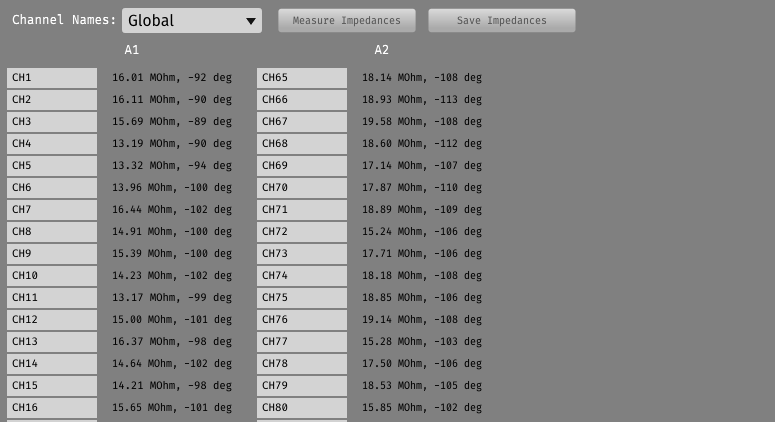 Channel Names: Global Measure Impedances Save Impedances
A1 A2
CH1 16.01 MOhm, -92 deg CH65 18.14 MOhm, -108 deg
CH2 16.11 MOhm, -90 deg CH66 18.93 MOhm, -113 deg
CH3 15.69 MOhm, -89 deg CH67 19.58 MOhm, -108 deg
CH4 13.19 MOhm, -90 deg CH68 18.60 MOhm, -112 deg
CH5 13.32 MOhm, -94 deg CH69 17.14 MOhm, -107 deg
CH6 13.96 MOhm, -100 deg CH70 17.87 MOhm, -110 deg
CH7 16.44 MOhm, -102 deg CH71 18.89 MOhm, -109 deg
CH8 14.91 MOhm, -100 deg CH72 15.24 MOhm, -106 deg
CH9 15.39 MOhm, -100 deg CH73 17.71 MOhm, -106 deg
CH10 14.23 MOhm, -102 deg CH74 18.18 MOhm, -108 deg
CH11 13.17 MOhm, -99 deg CH75 18.85 MOhm, -106 deg
CH12 15.00 MOhm, -101 deg CH76 19.14 MOhm, -108 deg
CH13 16.37 MOhm, -98 deg CH77 15.28 MOhm, -103 deg
CH14 14.64 MOhm, -102 deg CH78 17.50 MOhm, -106 deg
CH15 14.21 MOhm, -98 deg CH79 18.53 MOhm, -105 deg
CH16 15.65 MOhm, -101 deg CH80 15.85 MOhm, -102 deg